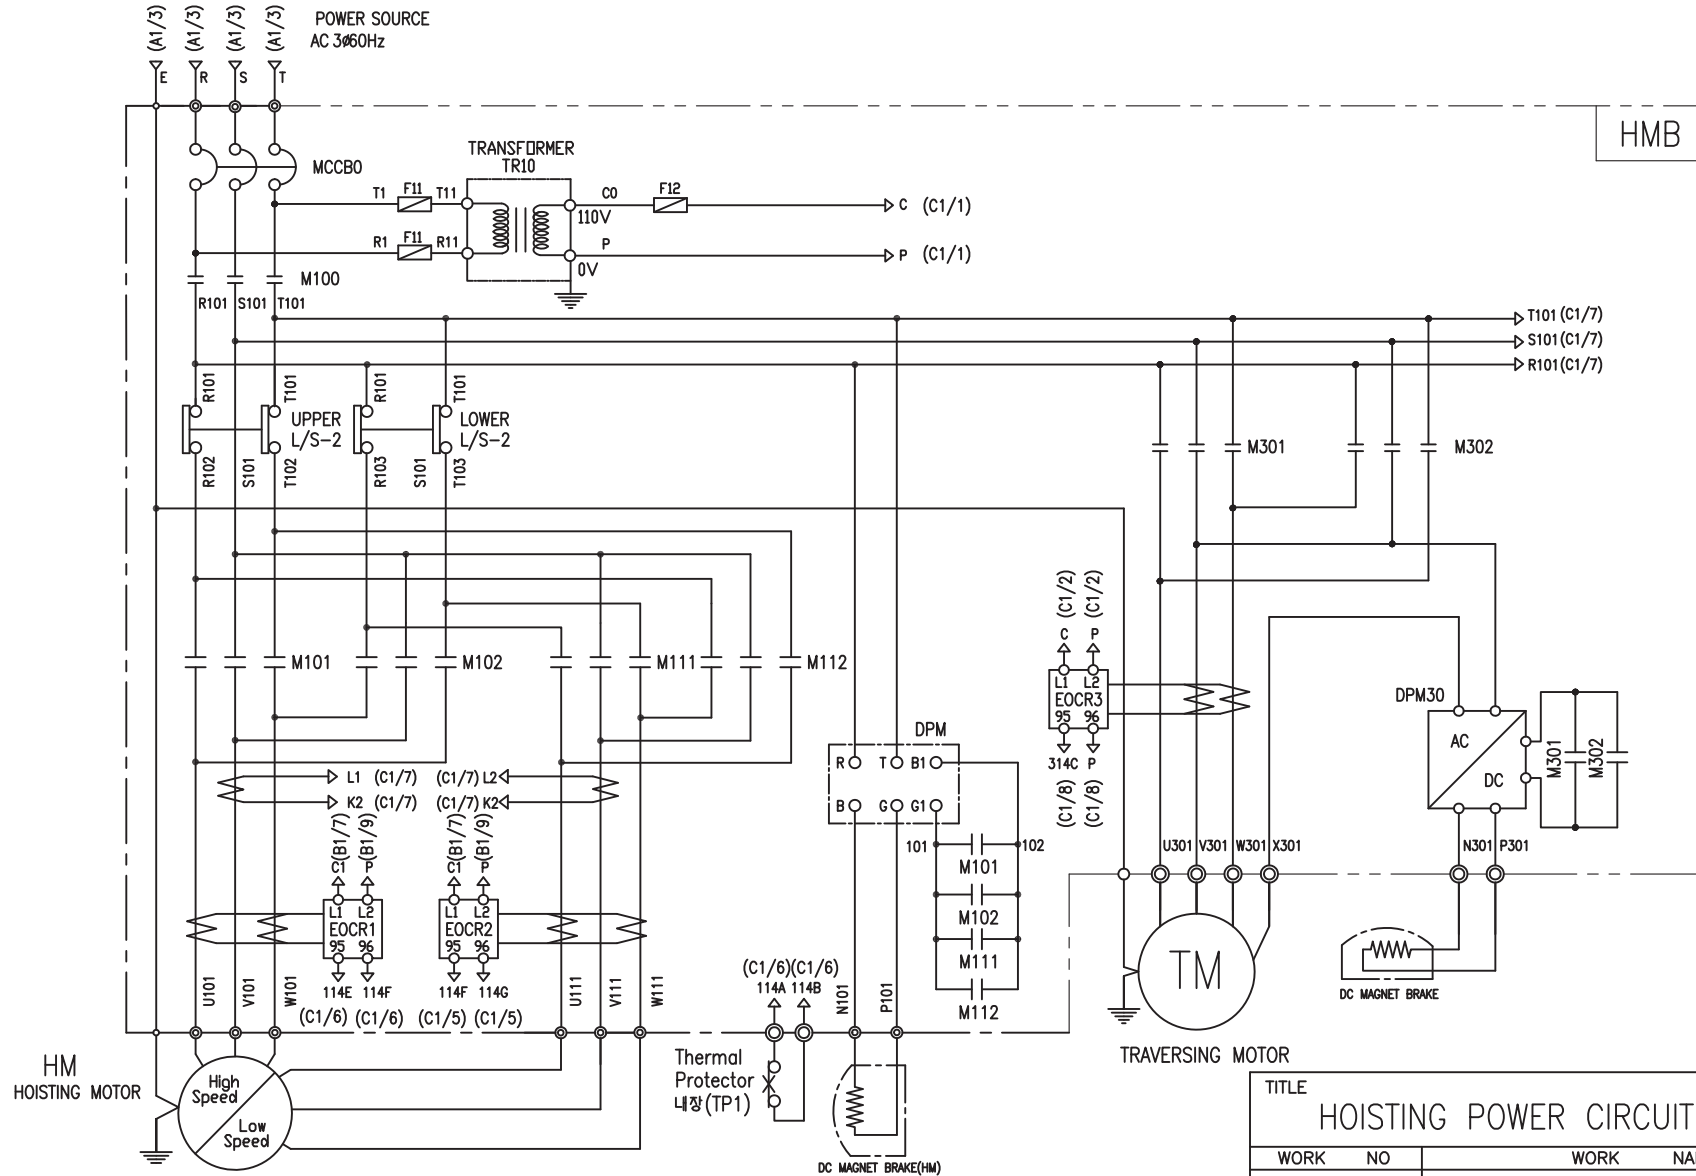 (A1/3) (A1/3) (A1/3) (A1/3)
POWER SOURCE
AC 3ø60Hz
E R S T
HMB
MCCB0
TRANSFORMER
TR10
T1 F11 T11
C0 F12
110V
C (C1/1)
R1 F11 R11
P
0V
P (C1/1)
M100
R101 S101 T101
T101 (C1/7)
S101 (C1/7)
R101 (C1/7)
R101 T101 R101 T101
UPPER
L/S-2
LOWER
L/S-2
R102 S101 T102 R103 S101 T103
M301 M302
M101 M102 M111 M112
(C1/2) (C1/2)
C P
L1 L2
EOCR3
95 96
314C P
(C1/8) (C1/8)
DPM30
AC
DC
M301 M302
DPM
R T B1
B G G1
101 102
M101
M102
M111
M112
L1 (C1/7) (C1/7) L2
K2 (C1/7) (C1/7) K2
(B1/7) (B1/9) (B1/7) (B1/9)
C1 P C1 P
L1 L2
EOCR1
95 96
L1 L2
EOCR2
95 96
114E 114F 114F 114G
(C1/6) (C1/6) (C1/5) (C1/5)
U101 V101 W101
U111 V111 W111
(C1/6) (C1/6)
114A 114B
N101 P101
U301 V301 W301 X301
N301 P301
TM
TRAVERSING MOTOR
DC MAGNET BRAKE
HM
HOISTING MOTOR
High
Speed
Low
Speed
Thermal
Protector
내장(TP1)
DC MAGNET BRAKE(HM)
TITLE
HOISTING POWER CIRCUIT
WORK NO WORK NA